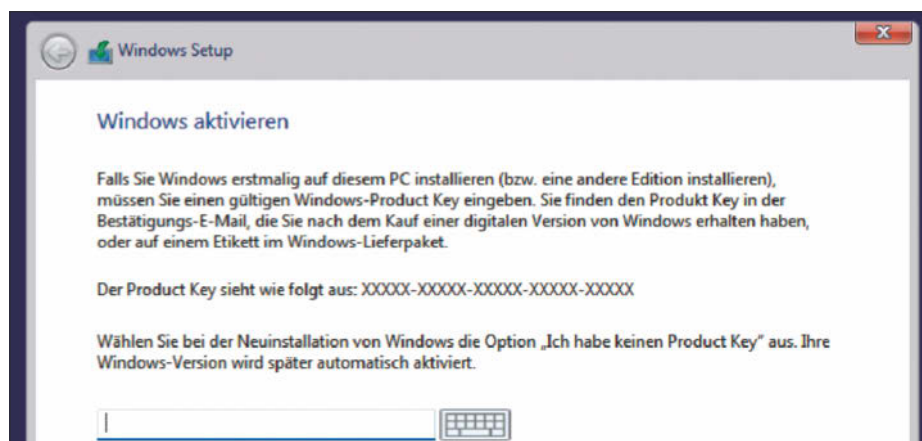 Windows Setup
Windows aktivieren
Falls Sie Windows erstmalig auf diesem PC installieren (bzw. eine andere Edition installieren),
müssen Sie einen gültigen Windows-Product Key eingeben. Sie finden den Produkt Key in der
Bestätigungs-E-Mail, die Sie nach dem Kauf einer digitalen Version von Windows erhalten haben,
oder auf einem Etikett im Windows-Lieferpaket.
Der Product Key sieht wie folgt aus: XXXXX-XXXXX-XXXXX-XXXXX-XXXXX
Wählen Sie bei der Neuinstallation von Windows die Option „Ich habe keinen Product Key" aus. Ihre
Windows-Version wird später automatisch aktiviert.